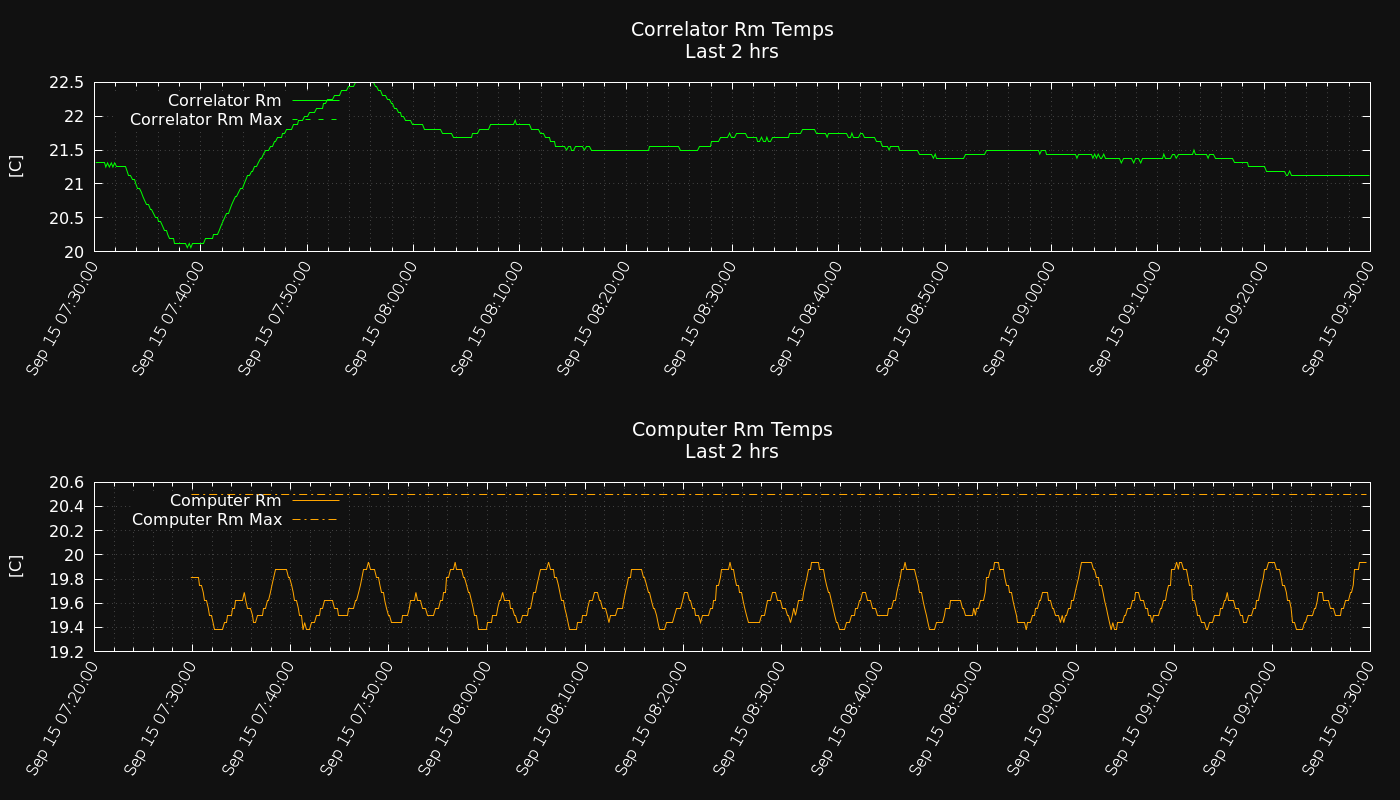 Correlator Rm Temps
Last 2 hrs
22.5
22
21.5
21
20.5
20
[C]
Correlator Rm
Correlator Rm Max
Sep 15 07:30:00
Sep 15 07:40:00
Sep 15 07:50:00
Sep 15 08:00:00
Sep 15 08:10:00
Sep 15 08:20:00
Sep 15 08:30:00
Sep 15 08:40:00
Sep 15 08:50:00
Sep 15 09:00:00
Sep 15 09:10:00
Sep 15 09:20:00
Sep 15 09:30:00
Computer Rm Temps
Last 2 hrs
20.6
20.4
20.2
20
19.8
19.6
19.4
19.2
[C]
Computer Rm
Computer Rm Max
Sep 15 07:20:00
Sep 15 07:30:00
Sep 15 07:40:00
Sep 15 07:50:00
Sep 15 08:00:00
Sep 15 08:10:00
Sep 15 08:20:00
Sep 15 08:30:00
Sep 15 08:40:00
Sep 15 08:50:00
Sep 15 09:00:00
Sep 15 09:10:00
Sep 15 09:20:00
Sep 15 09:30:00